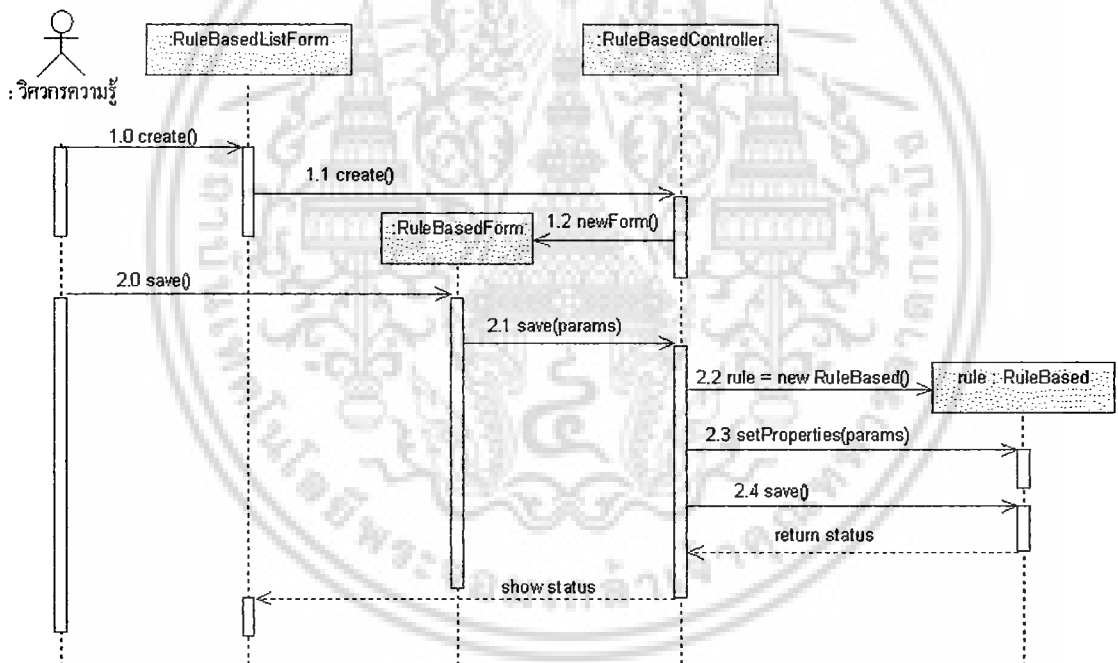 :RuleBasedListForm
:RuleBasedController
: วิศวกรความรู้
1.0 create()
1.1 create()
1.2 newForm()
:RuleBasedForm
2.0 save()
2.1 save(params)
2.2 rule = new RuleBased()
rule : RuleBased
2.3 setProperties(params)
2.4 save()
return status
show status